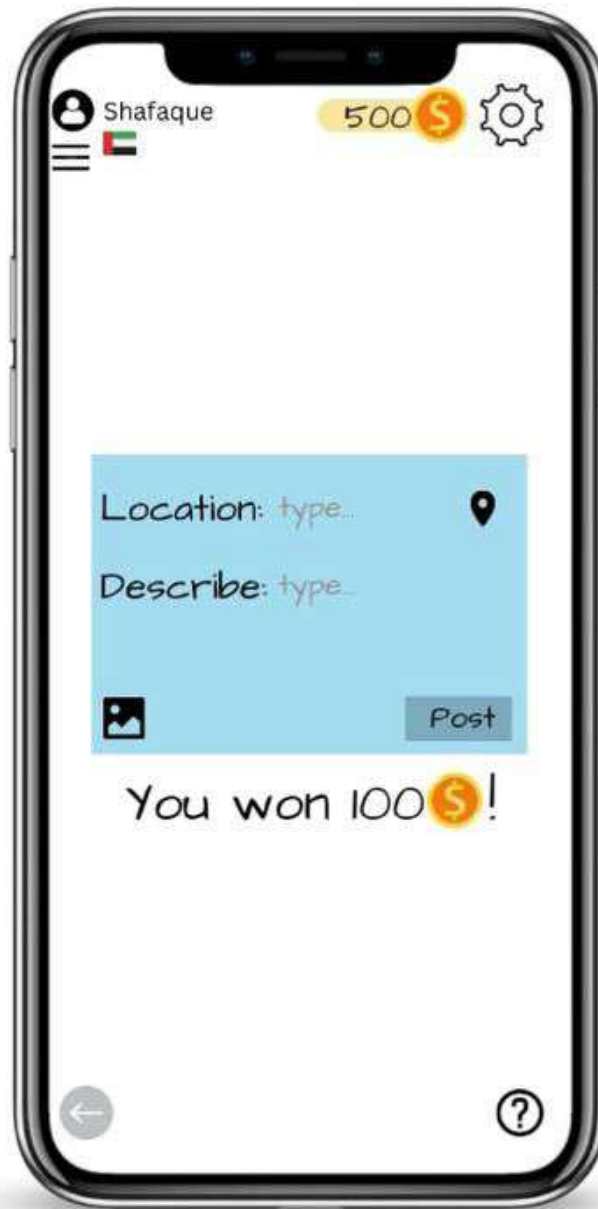 Shafaque
500 $
Location: type...
Describe: type...
Post
You won 100 $ !
?